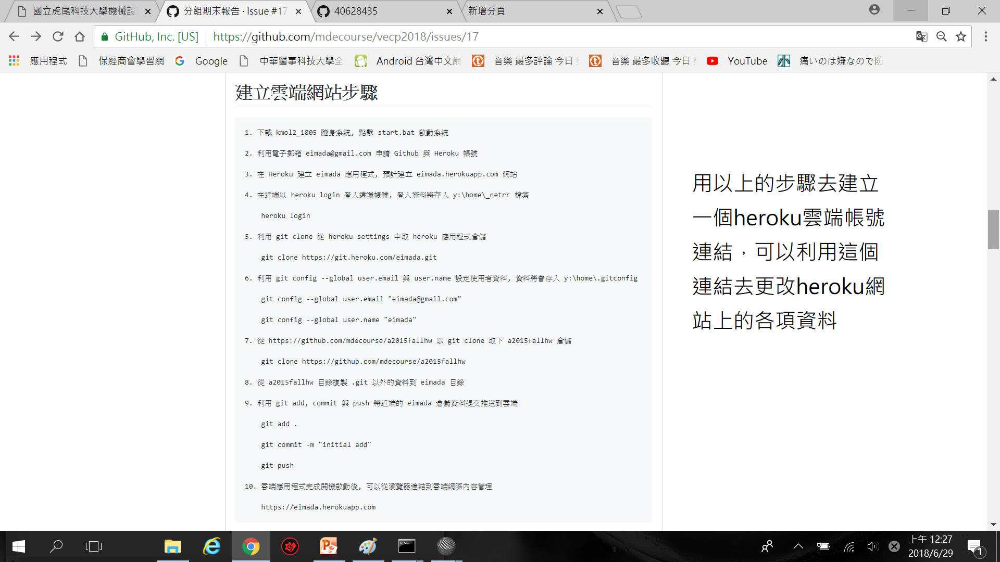 國立虎尾科技大學機械設
分組期末報告 · Issue #17
40628435
新增分頁
GitHub, Inc. [US]
https://github.com/mdecourse/vecp2018/issues/17
應用程式
保經商會學習網
Google
中華醫事科技大學全
Android 台灣中文網
音樂 最多評論 今日
音樂 最多收聽 今日
YouTube
痛いのは嫌なので防
建立雲端網站步驟
1. 下載 kmol2_1805 隨身系統, 點擊 start.bat 啟動系統
2. 利用電子郵箱 eimada@gmail.com 申請 Github 與 Heroku 帳號
3. 在 Heroku 建立 eimada 應用程式, 預計建立 eimada.herokuapp.com 網站
4. 在近端以 heroku login 登入遠端帳號, 登入資料將存入 y:\home\_netrc 檔案
heroku login
5. 利用 git clone 從 heroku settings 中取 heroku 應用程式倉儲
git clone https://git.heroku.com/eimada.git
6. 利用 git config --global user.email 與 user.name 設定使用者資料, 資料將會存入 y:\home\.gitconfig
git config --global user.email "eimada@gmail.com"
git config --global user.name "eimada"
7. 從 https://github.com/mdecourse/a2015fallhw 以 git clone 取下 a2015fallhw 倉儲
git clone https://github.com/mdecourse/a2015fallhw
8. 從 a2015fallhw 目錄複製 .git 以外的資料到 eimada 目錄
9. 利用 git add, commit 與 push 將近端的 eimada 倉儲資料提交推送到雲端
git add .
git commit -m "initial add"
git push
10. 雲端應用程式完成開機啟動後, 可以從瀏覽器連結到雲端網際內容管理
https://eimada.herokuapp.com
用以上的步驟去建立
一個heroku雲端帳號
連結，可以利用這個
連結去更改heroku網
站上的各項資料
上午 12:27
2018/6/29
1